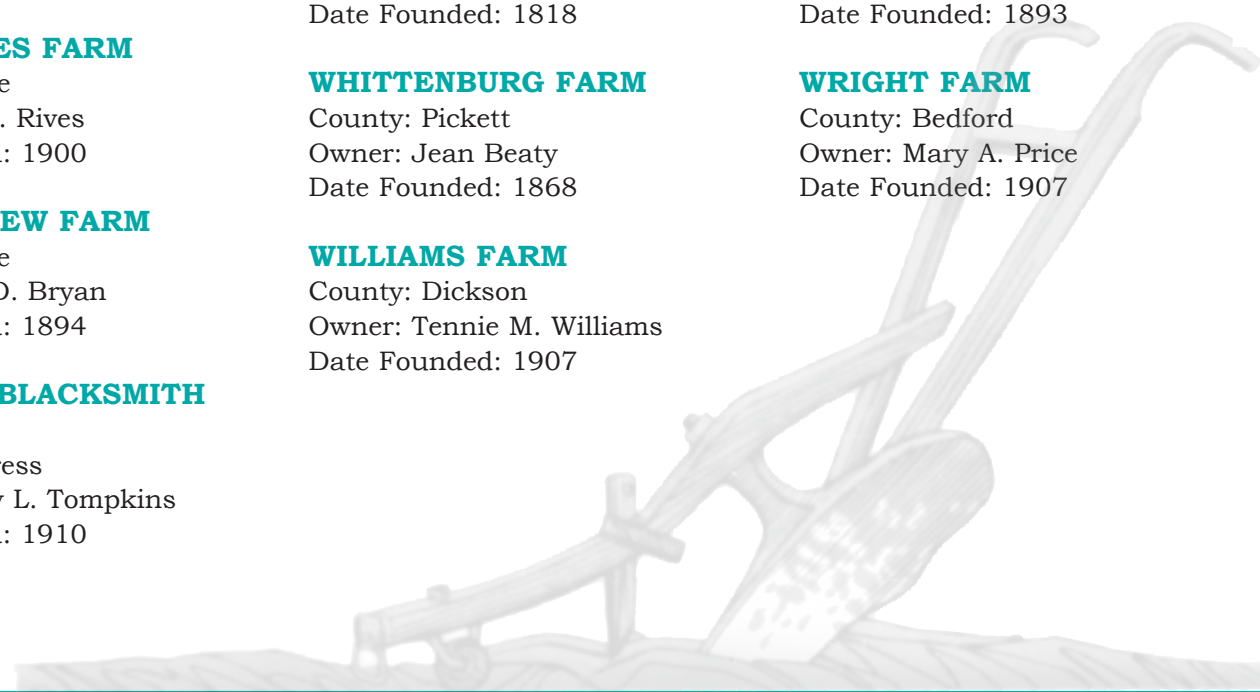 ES FARM
e
. Rives
: 1900
EW FARM
e
D. Bryan
: 1894
BLACKSMITH
ress
y L. Tompkins
: 1910
Date Founded: 1818
WHITTENBURG FARM
County: Pickett
Owner: Jean Beaty
Date Founded: 1868
WILLIAMS FARM
County: Dickson
Owner: Tennie M. Williams
Date Founded: 1907
Date Founded: 1893
WRIGHT FARM
County: Bedford
Owner: Mary A. Price
Date Founded: 1907